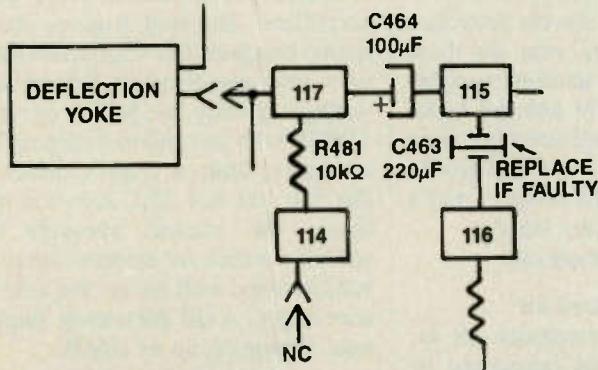 C464
100µF
DEFLECTION
YOKE
117
+
115
R481
10kΩ
C463
220µF
REPLACE
IF FAULTY
114
116
NC